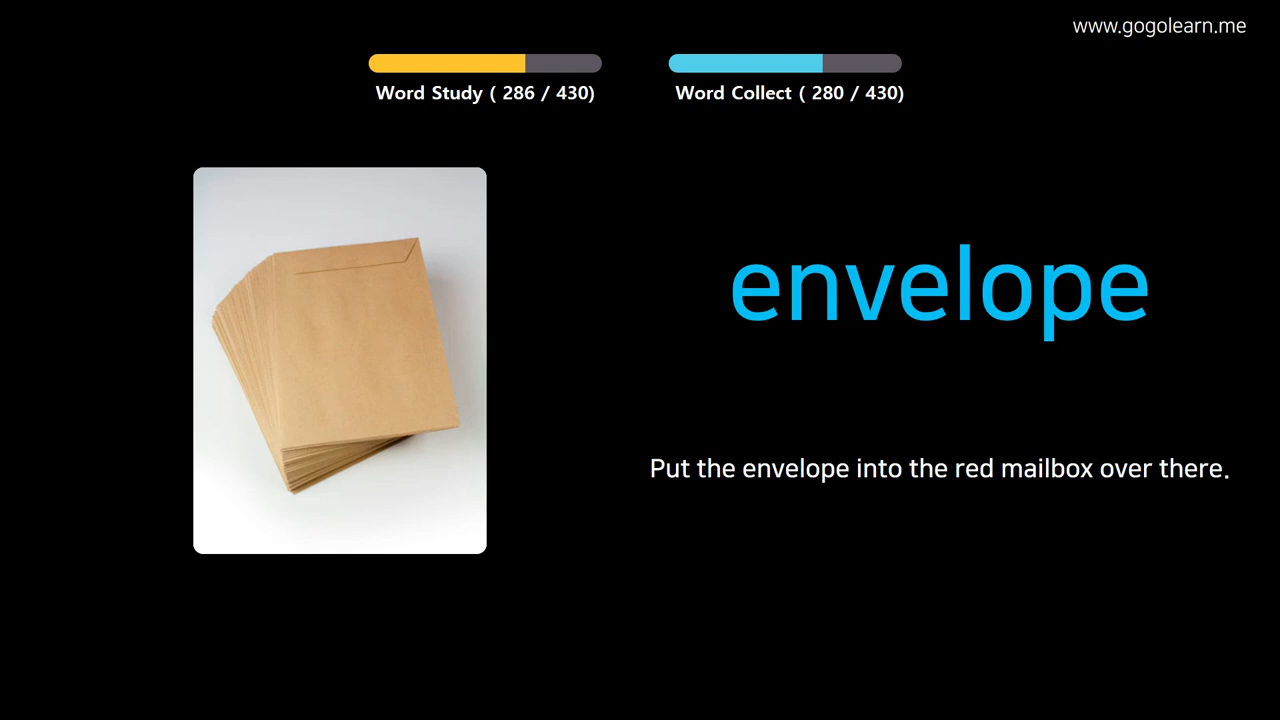 www.gogolearn.me
Word Study ( 286 / 430)
Word Collect ( 280 / 430)
envelope
Put the envelope into the red mailbox over there.